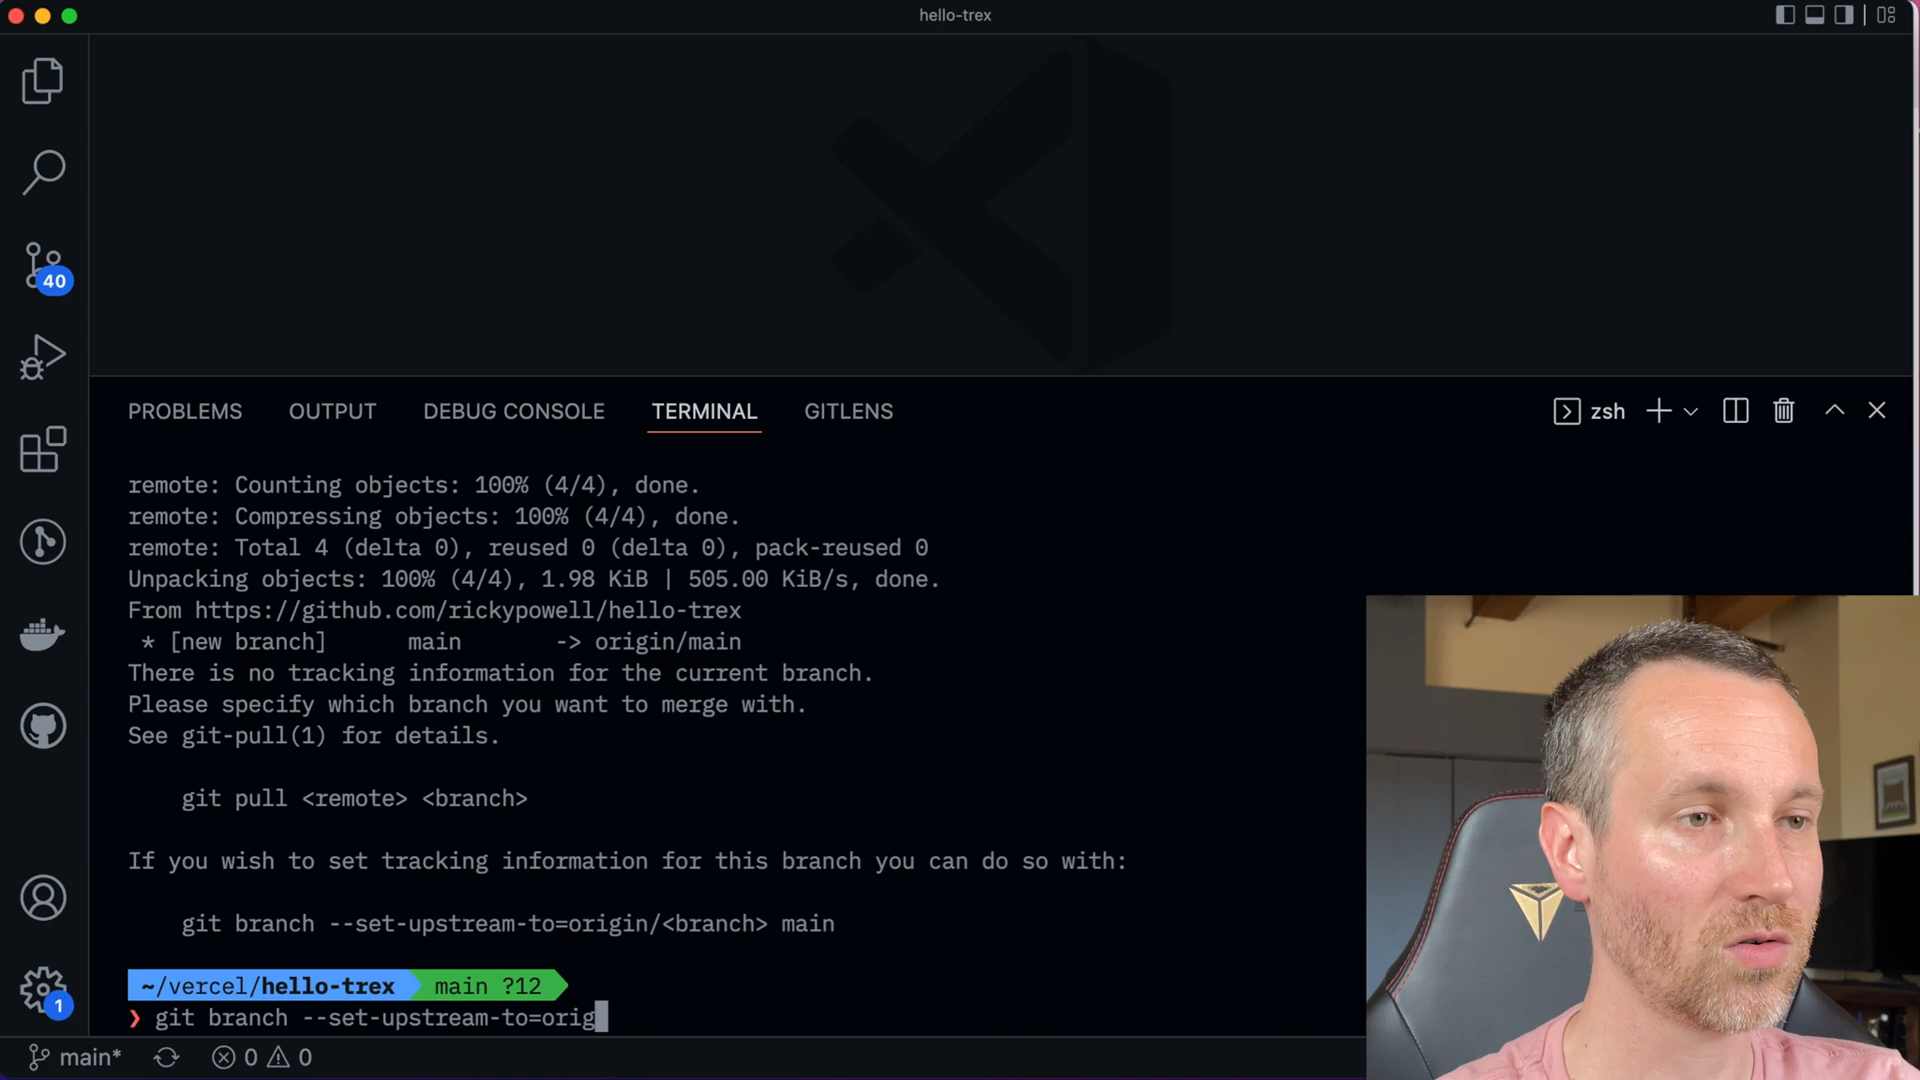 hello-trex
40
PROBLEMS OUTPUT DEBUG CONSOLE TERMINAL GITLENS zsh
remote: Counting objects: 100% (4/4), done.
remote: Compressing objects: 100% (4/4), done.
remote: Total 4 (delta 0), reused 0 (delta 0), pack-reused 0
Unpacking objects: 100% (4/4), 1.98 KiB | 505.00 KiB/s, done.
From https://github.com/rickypowell/hello-trex
* [new branch] main -> origin/main
There is no tracking information for the current branch.
Please specify which branch you want to merge with.
See git-pull(1) for details.
git pull <remote> <branch>
If you wish to set tracking information for this branch you can do so with:
git branch --set-upstream-to=origin/<branch> main
~/vercel/hello-trex main ?12
❯ git branch --set-upstream-to=orig
1
main* 0 0